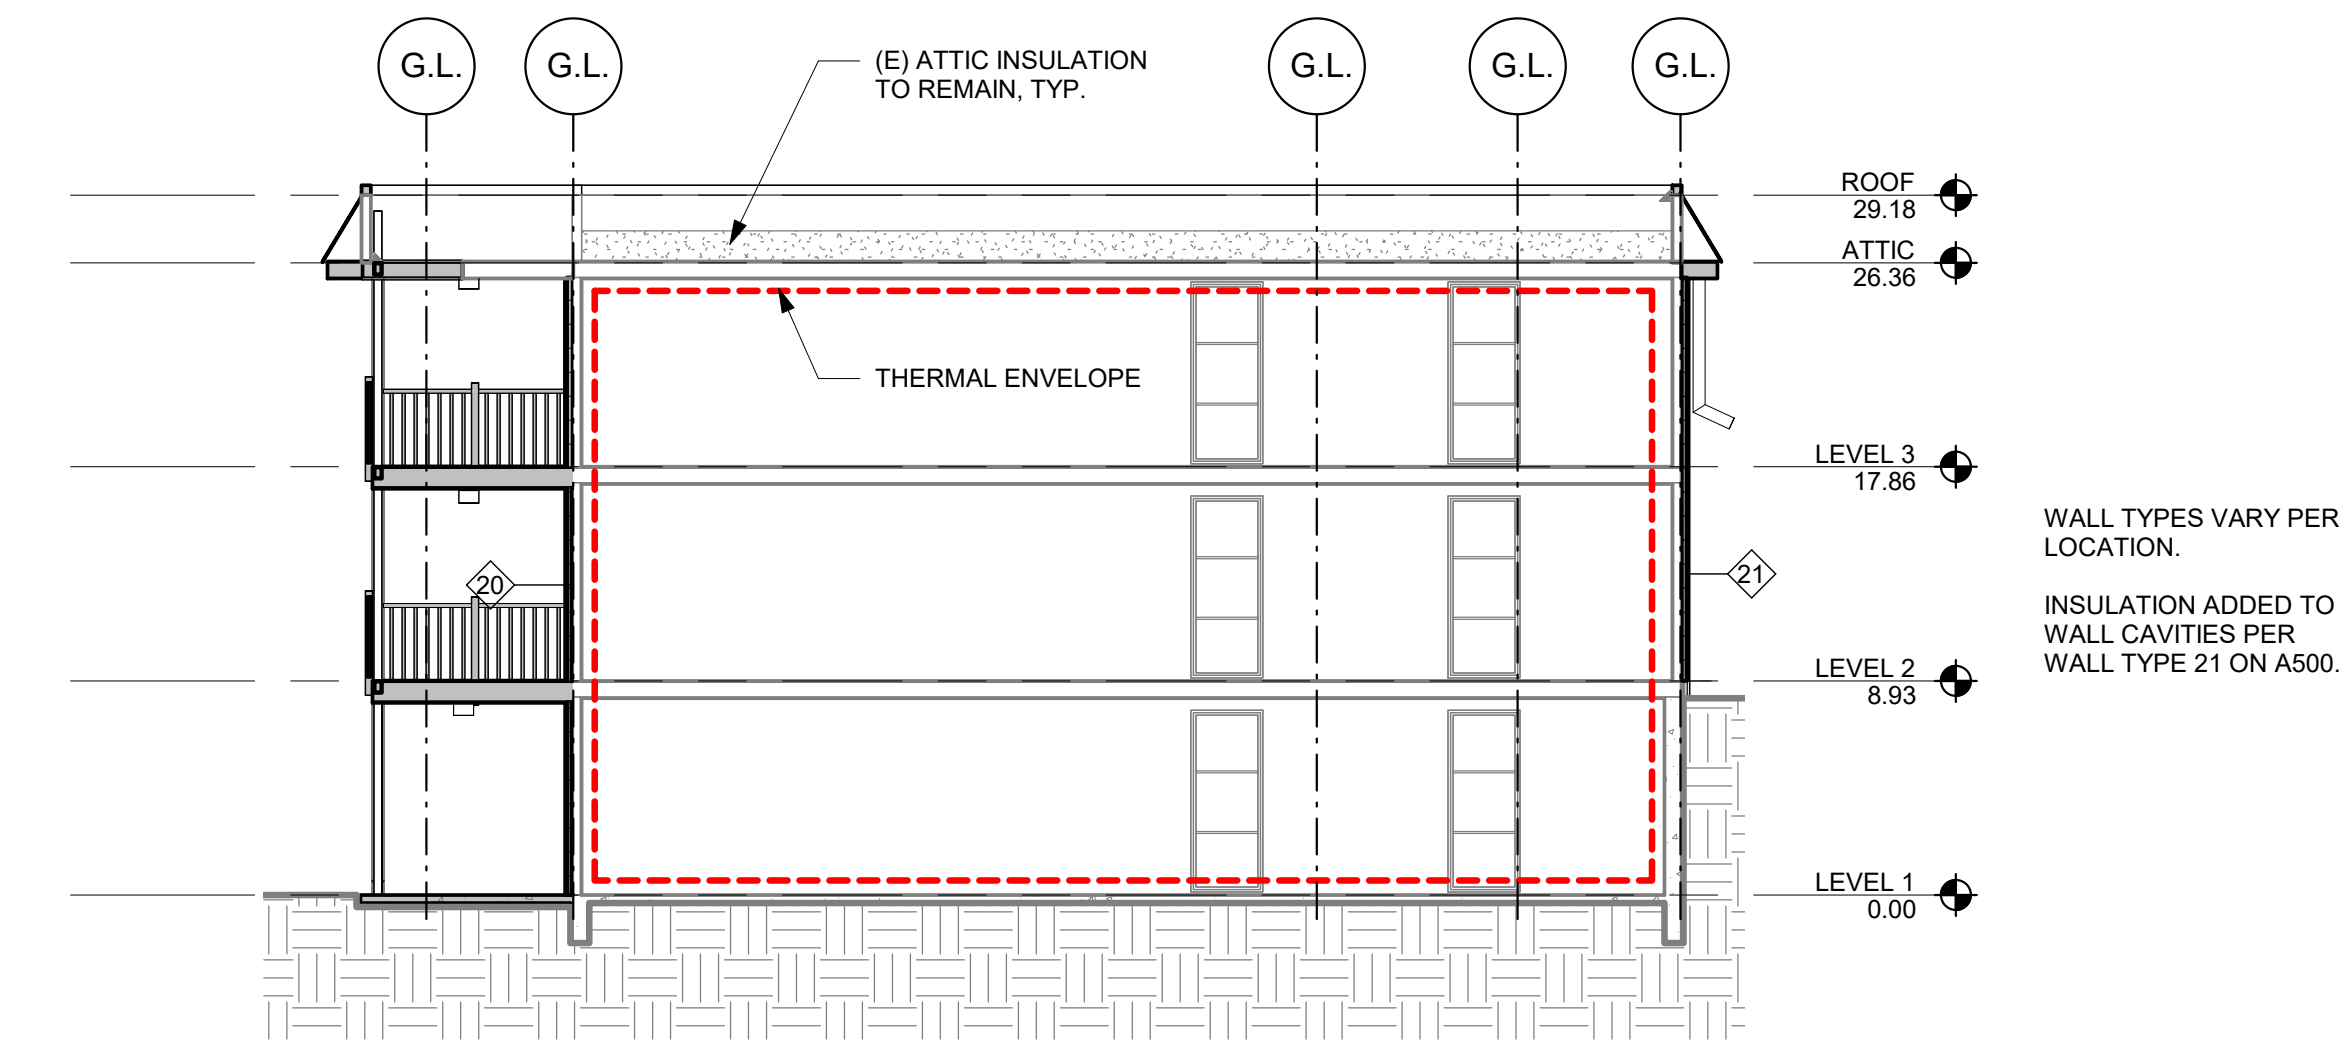 G.L.
G.L.
G.L.
G.L.
G.L.
(E) ATTIC INSULATION
TO REMAIN, TYP.
THERMAL ENVELOPE
ROOF
29.18
ATTIC
26.36
LEVEL 3
17.86
LEVEL 2
8.93
LEVEL 1
0.00
20
21
WALL TYPES VARY PER
LOCATION.
INSULATION ADDED TO
WALL CAVITIES PER
WALL TYPE 21 ON A500.